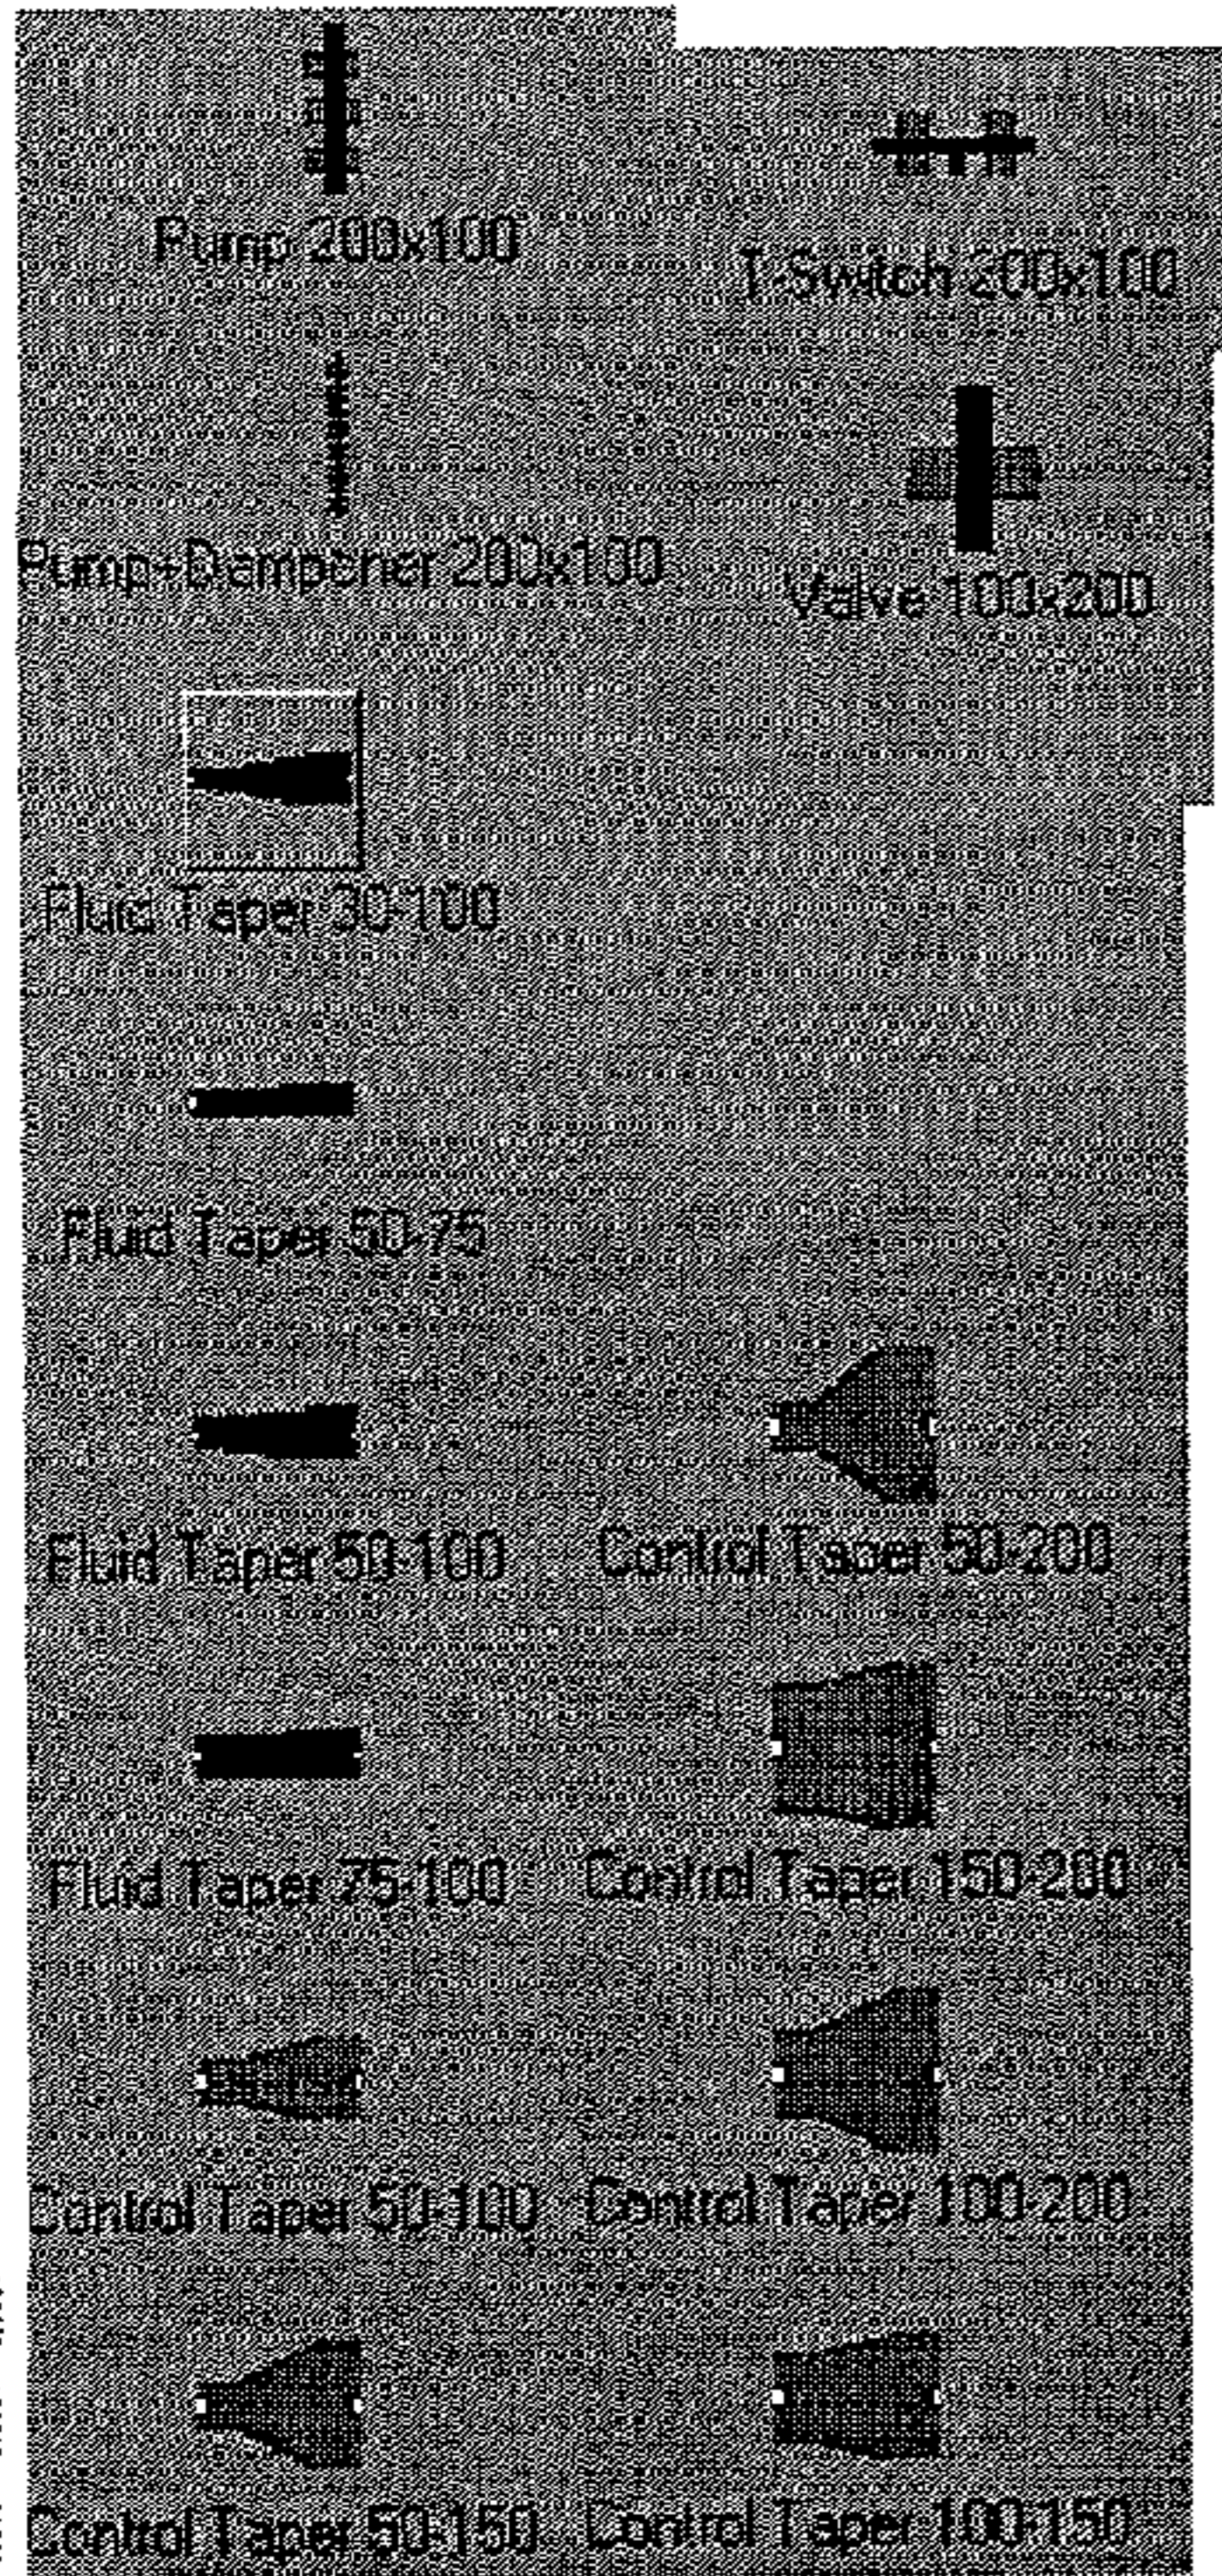 Pump 200x100
T-Switch 200x100
Pump+Dampener 200x100
Valve 100x200
Fluid Taper 30-100
Fluid Taper 50-75
Fluid Taper 50-100
Control Taper 50-200
Fluid Taper 75-100
Control Taper 150-200
Control Taper 50-100
Control Taper 100-200
Control Taper 50-150
Control Taper 100-150